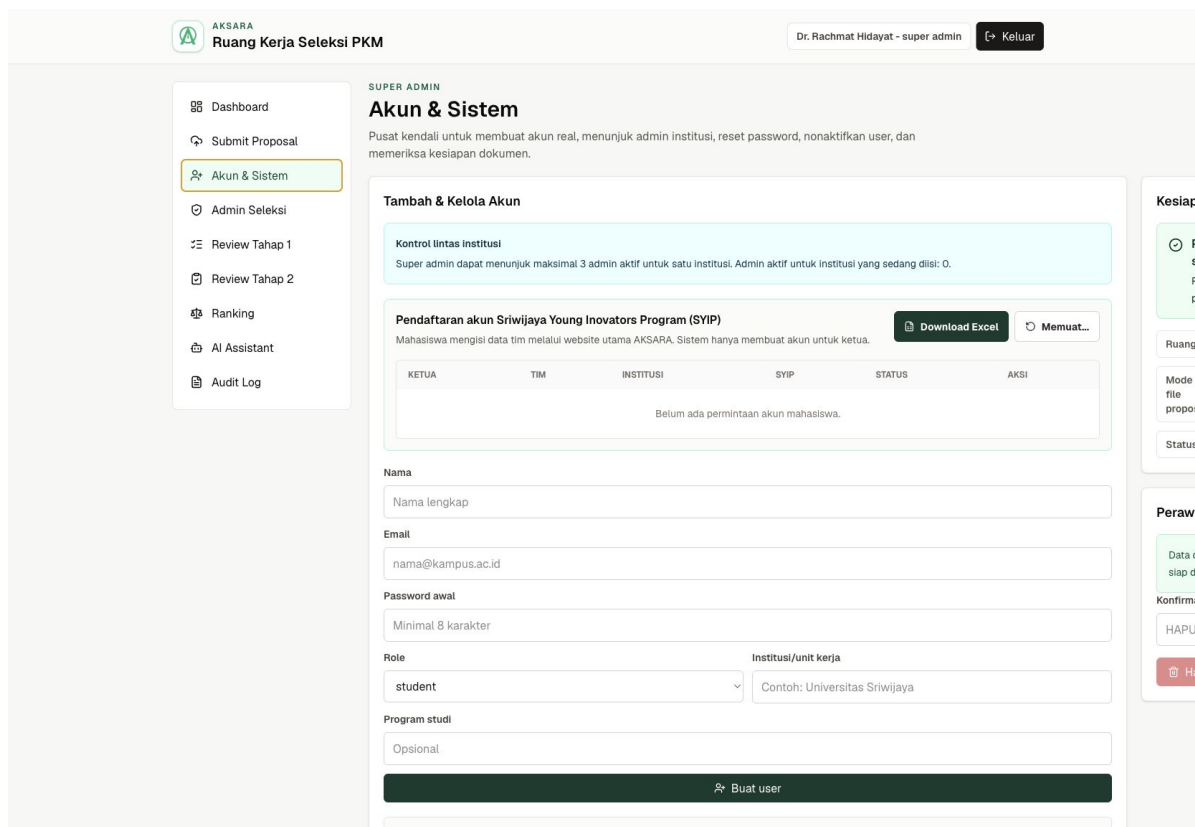 AKSARA
Ruang Kerja Seleksi PKM
Dr. Rachmat Hidayat - super admin
Keluar
Dashboard
Submit Proposal
Akun & Sistem
Admin Seleksi
Review Tahap 1
Review Tahap 2
Ranking
AI Assistant
Audit Log
SUPER ADMIN
Akun & Sistem
Pusat kendali untuk membuat akun real, menunjuk admin institusi, reset password, nonaktifkan user, dan
memeriksa kesiapan dokumen.
Tambah & Kelola Akun
Kontrol lintas institusi
Super admin dapat menunjuk maksimal 3 admin aktif untuk satu institusi. Admin aktif untuk institusi yang sedang diisi: 0.
Pendaftaran akun Sriwijaya Young Inovators Program (SYIP)
Mahasiswa mengisi data tim melalui website utama AKSARA. Sistem hanya membuat akun untuk ketua.
Download Excel
Memuat...
KETUA TIM INSTITUSI SYIP STATUS AKSI
Belum ada permintaan akun mahasiswa.
Nama
Nama lengkap
Email
nama@kampus.ac.id
Password awal
Minimal 8 karakter
Role
student
Institusi/unit kerja
Contoh: Universitas Sriwijaya
Program studi
Opsional
Buat user
Ruang
Mode
file
Status
Data
siap